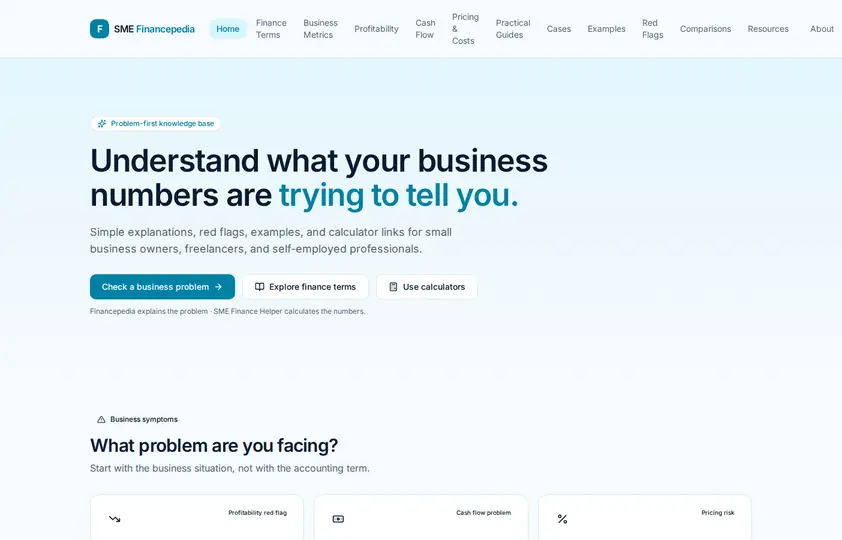 F SME Financepedia
Home
Finance
Terms
Business
Metrics
Profitability
Cash
Flow
Pricing
&
Costs
Practical
Guides
Cases
Examples
Red
Flags
Comparisons
Resources
About
Problem-first knowledge base
Understand what your business
numbers are trying to tell you.
Simple explanations, red flags, examples, and calculator links for small
business owners, freelancers, and self-employed professionals.
Check a business problem →
Explore finance terms
Use calculators
Financepedia explains the problem · SME Finance Helper calculates the numbers.
Business symptoms
What problem are you facing?
Start with the business situation, not with the accounting term.
Profitability red flag
Cash flow problem
Pricing risk
%